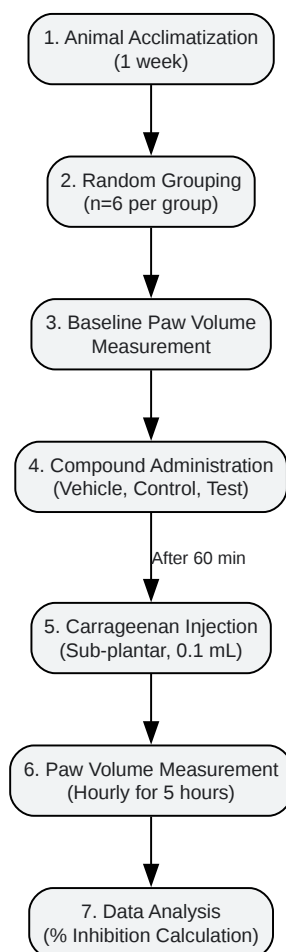 1. Animal Acclimatization
(1 week)
2. Random Grouping
(n=6 per group)
3. Baseline Paw Volume
Measurement
4. Compound Administration
(Vehicle, Control, Test)
After 60 min
5. Carrageenan Injection
(Sub-plantar, 0.1 mL)
6. Paw Volume Measurement
(Hourly for 5 hours)
7. Data Analysis
(% Inhibition Calculation)